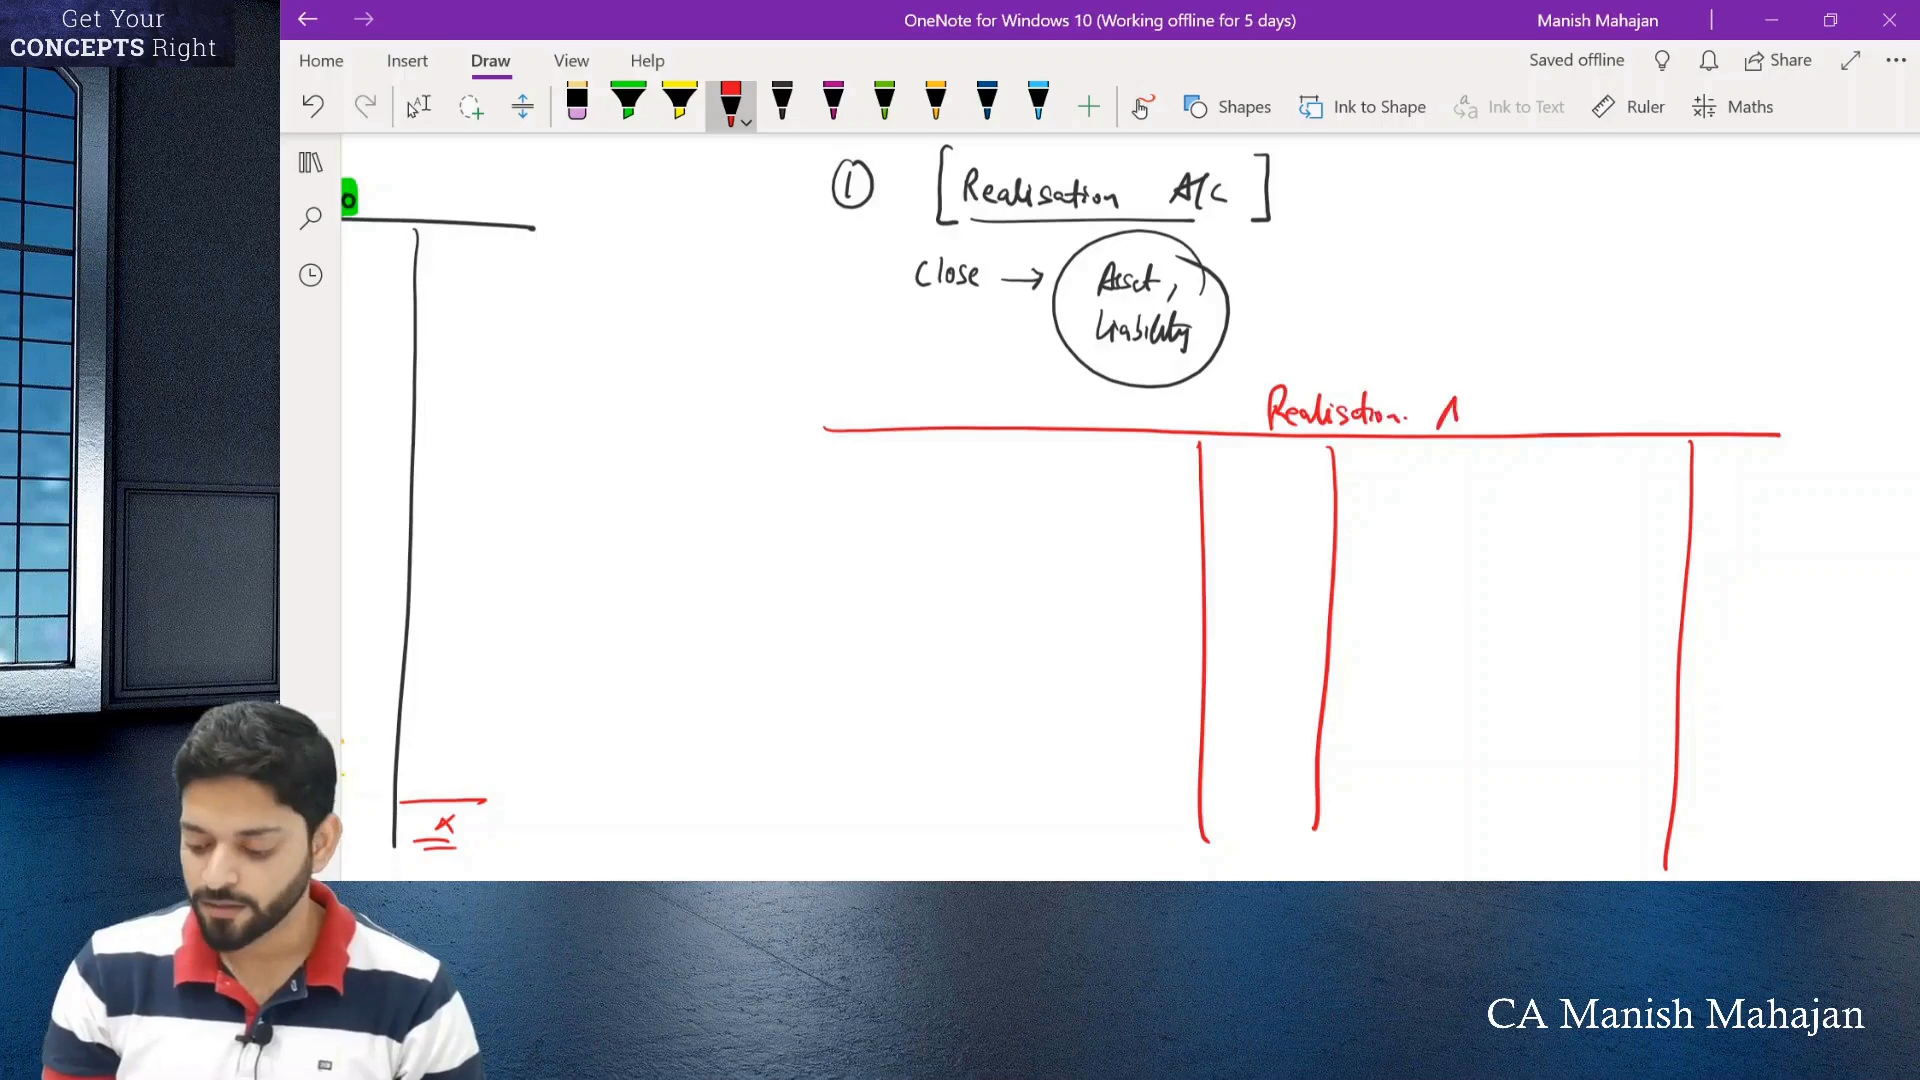 Get Your
CONCEPTS Right
OneNote for Windows 10 (Working offline for 5 days)
Manish Mahajan
Home Insert Draw View Help
Saved offline
Share
Shapes
Ink to Shape
Ink to Text
Ruler
Maths
① [Realisation A/C]
Close → Asset,
Liability
Realisation A
x
CA Manish Mahajan